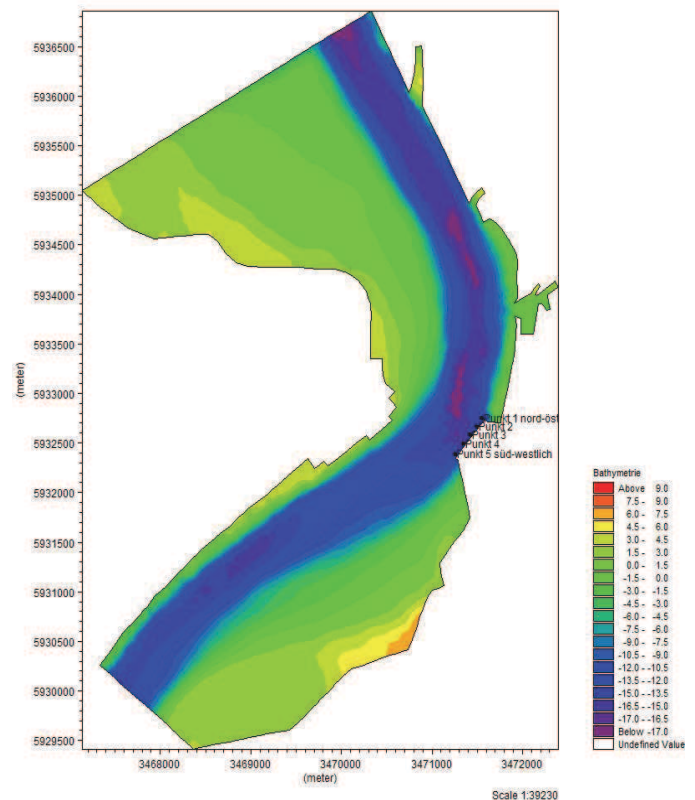 5936500
5936000
5935500
5935000
5934500
5934000
5933500
(meter)
5933000
5932500
5932000
5931500
5931000
5930500
5930000
5929500
Punkt 1 nord-öst
Punkt 2
Punkt 3
Punkt 4
Punkt 5 süd-westlich
3468000 3469000 3470000 3471000 3472000
(meter)
Bathymetrie
Above 9.0
7.5 - 9.0
6.0 - 7.5
4.5 - 6.0
3.0 - 4.5
1.5 - 3.0
0.0 - 1.5
-1.5 - 0.0
-3.0 - -1.5
-4.5 - -3.0
-6.0 - -4.5
-7.5 - -6.0
-9.0 - -7.5
-10.5 - -9.0
-12.0 - -10.5
-13.5 - -12.0
-15.0 - -13.5
-16.5 - -15.0
-17.0 - -16.5
Below -17.0
Undefined Value
Scale 1:39230